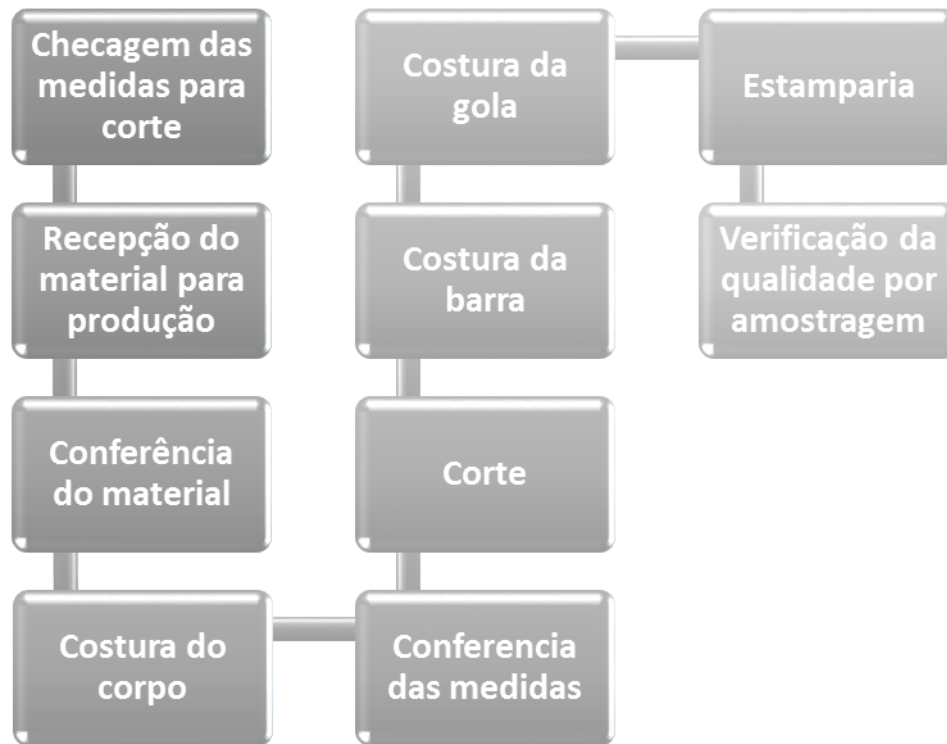 Checagem das
medidas para
corte
Recepção do
material para
produção
Conferência
do material
Costura do
corpo
Conferencia
das medidas
Corte
Costura da
barra
Costura da
gola
Estamparia
Verificação da
qualidade por
amostragem